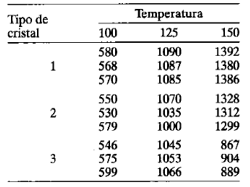 Temperatura
Tipo de
cristal 100 125 150
580 1090 1392
1 568 1087 1380
570 1085 1386
550 1070 1328
2 530 1035 1312
579 1000 1299
546 1045 867
3 575 1053 904
599 1066 889